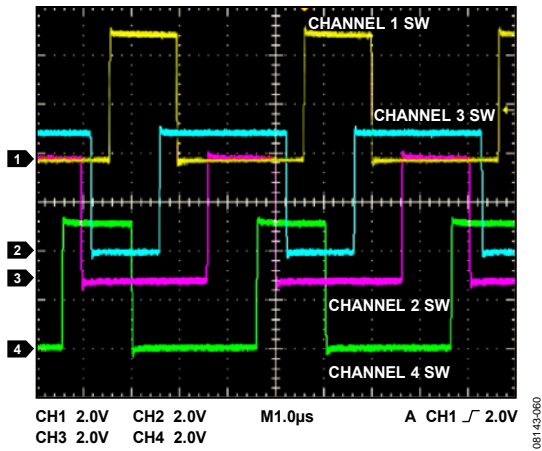 CHANNEL 1 SW
CHANNEL 3 SW
1
2
3
CHANNEL 2 SW
4
CHANNEL 4 SW
CH1 2.0V CH2 2.0V M1.0µs A CH1 2.0V
CH3 2.0V CH4 2.0V
08143-060